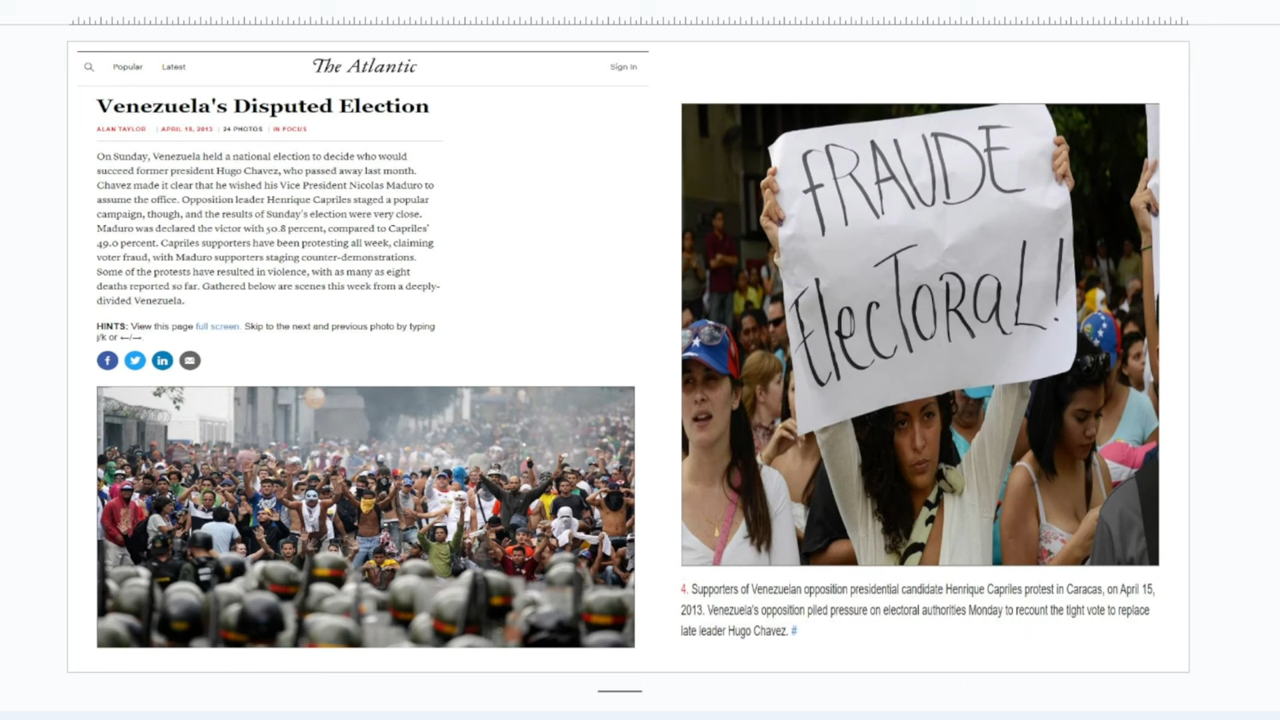 Popular Latest The Atlantic Sign In
Venezuela's Disputed Election
ALAN TAYLOR | APRIL 18, 2013 | 24 PHOTOS | IN FOCUS
On Sunday, Venezuela held a national election to decide who would
succeed former president Hugo Chavez, who passed away last month.
Chavez made it clear that he wished his Vice President Nicolas Maduro to
assume the office. Opposition leader Henrique Capriles staged a popular
campaign, though, and the results of Sunday's election were very close.
Maduro was declared the victor with 50.8 percent, compared to Capriles'
49.0 percent. Capriles supporters have been protesting all week, claiming
voter fraud, with Maduro supporters staging counter-demonstrations.
Some of the protests have resulted in violence, with as many as eight
deaths reported so far. Gathered below are scenes this week from a deeply-
divided Venezuela.
HINTS: View this page full screen. Skip to the next and previous photo by typing
j/k or ←/→.
FRAUDE
ElecToRaL!
4. Supporters of Venezuelan opposition presidential candidate Henrique Capriles protest in Caracas, on April 15,
2013. Venezuela's opposition piled pressure on electoral authorities Monday to recount the tight vote to replace
late leader Hugo Chavez. #